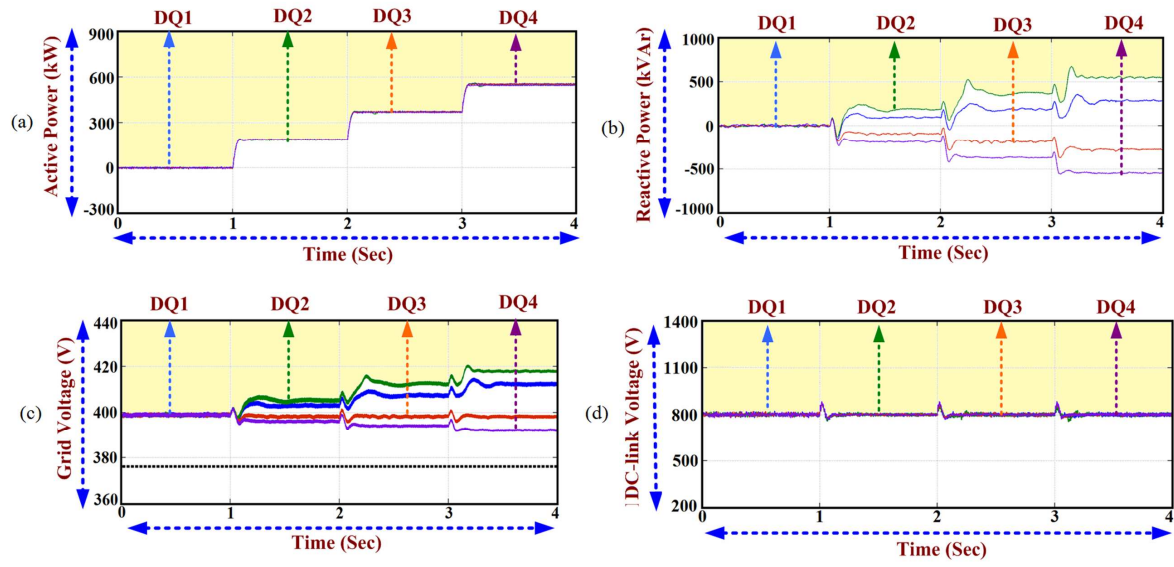 DQ1 DQ2 DQ3 DQ4
900
600
300
0
-300
0 1 2 3 4
Active Power (kW)
Time (Sec)
(a)
DQ1 DQ2 DQ3 DQ4
1000
500
0
-500
-1000
0 1 2 3 4
Reactive Power (kVAr)
Time (Sec)
(b)
DQ1 DQ2 DQ3 DQ4
440
420
400
380
360
0 1 2 3 4
Grid Voltage (V)
Time (Sec)
(c)
DQ1 DQ2 DQ3 DQ4
1400
1100
800
500
200
0 1 2 3 4
DC-link Voltage (V)
Time (Sec)
(d)